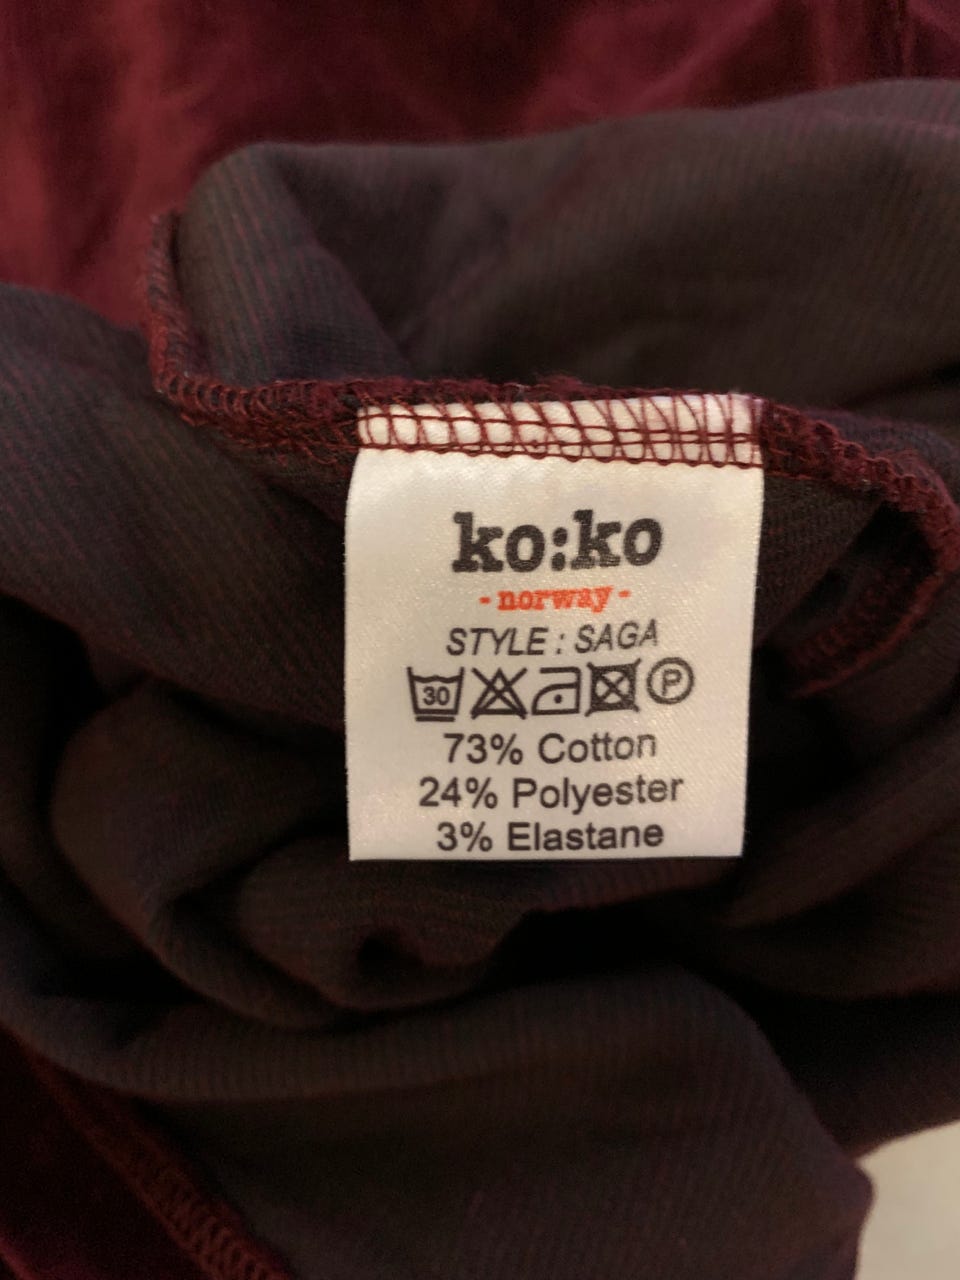 ko:ko
- norway -
STYLE : SAGA
30 P
73% Cotton
24% Polyester
3% Elastane